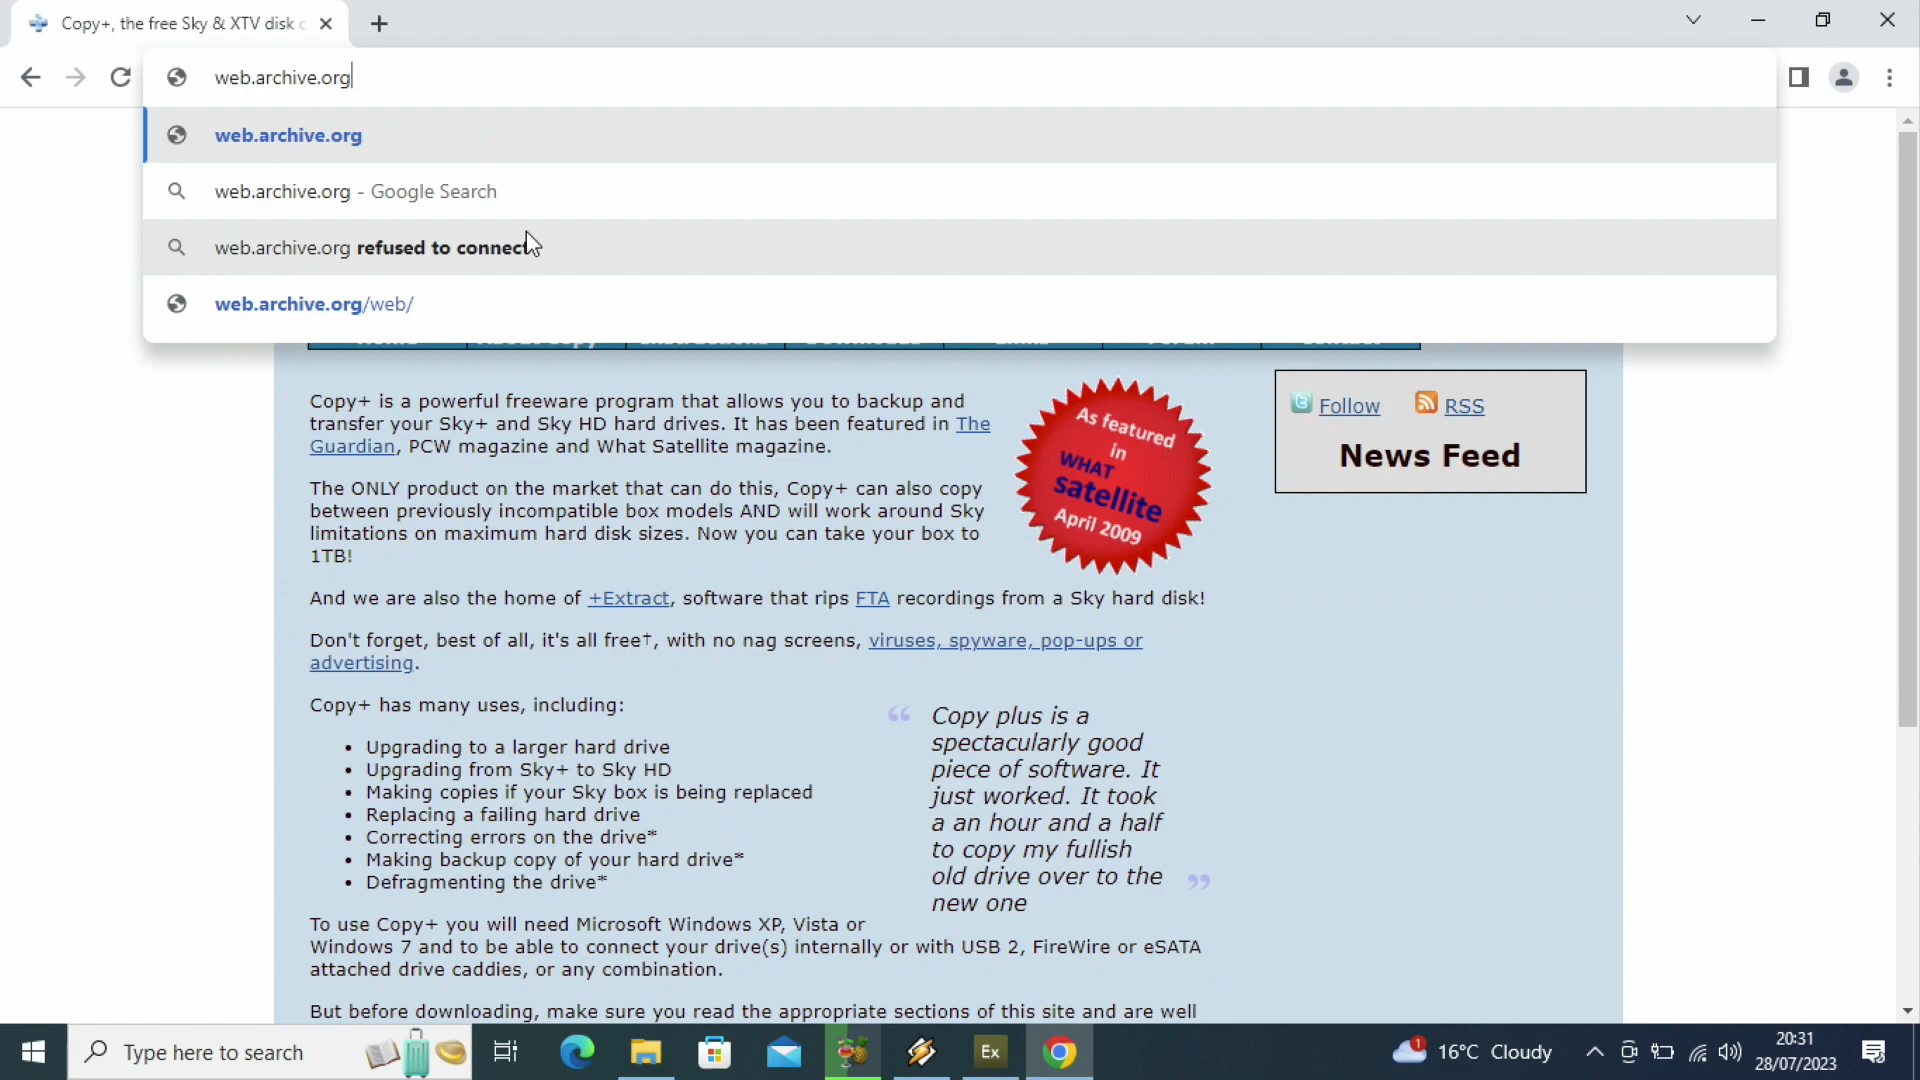 Copy+, the free Sky & XTV disk c
web.archive.org
web.archive.org
web.archive.org - Google Search
web.archive.org refused to connect
web.archive.org/web/
Copy+ is a powerful freeware program that allows you to backup and
transfer your Sky+ and Sky HD hard drives. It has been featured in The
Guardian, PCW magazine and What Satellite magazine.
The ONLY product on the market that can do this, Copy+ can also copy
between previously incompatible box models AND will work around Sky
limitations on maximum hard disk sizes. Now you can take your box to
1TB!
As featured
in
WHAT
satellite
April 2009
Follow RSS
News Feed
And we are also the home of +Extract, software that rips FTA recordings from a Sky hard disk!
Don't forget, best of all, it's all free†, with no nag screens, viruses, spyware, pop-ups or
advertising.
Copy+ has many uses, including:
• Upgrading to a larger hard drive
• Upgrading from Sky+ to Sky HD
• Making copies if your Sky box is being replaced
• Replacing a failing hard drive
• Correcting errors on the drive*
• Making backup copy of your hard drive*
• Defragmenting the drive*
“ Copy plus is a
spectacularly good
piece of software. It
just worked. It took
a an hour and a half
to copy my fullish
old drive over to the
new one ”
To use Copy+ you will need Microsoft Windows XP, Vista or
Windows 7 and to be able to connect your drive(s) internally or with USB 2, FireWire or eSATA
attached drive caddies, or any combination.
But before downloading, make sure you read the appropriate sections of this site and are well
Type here to search
Ex
1
16°C Cloudy
20:31
28/07/2023